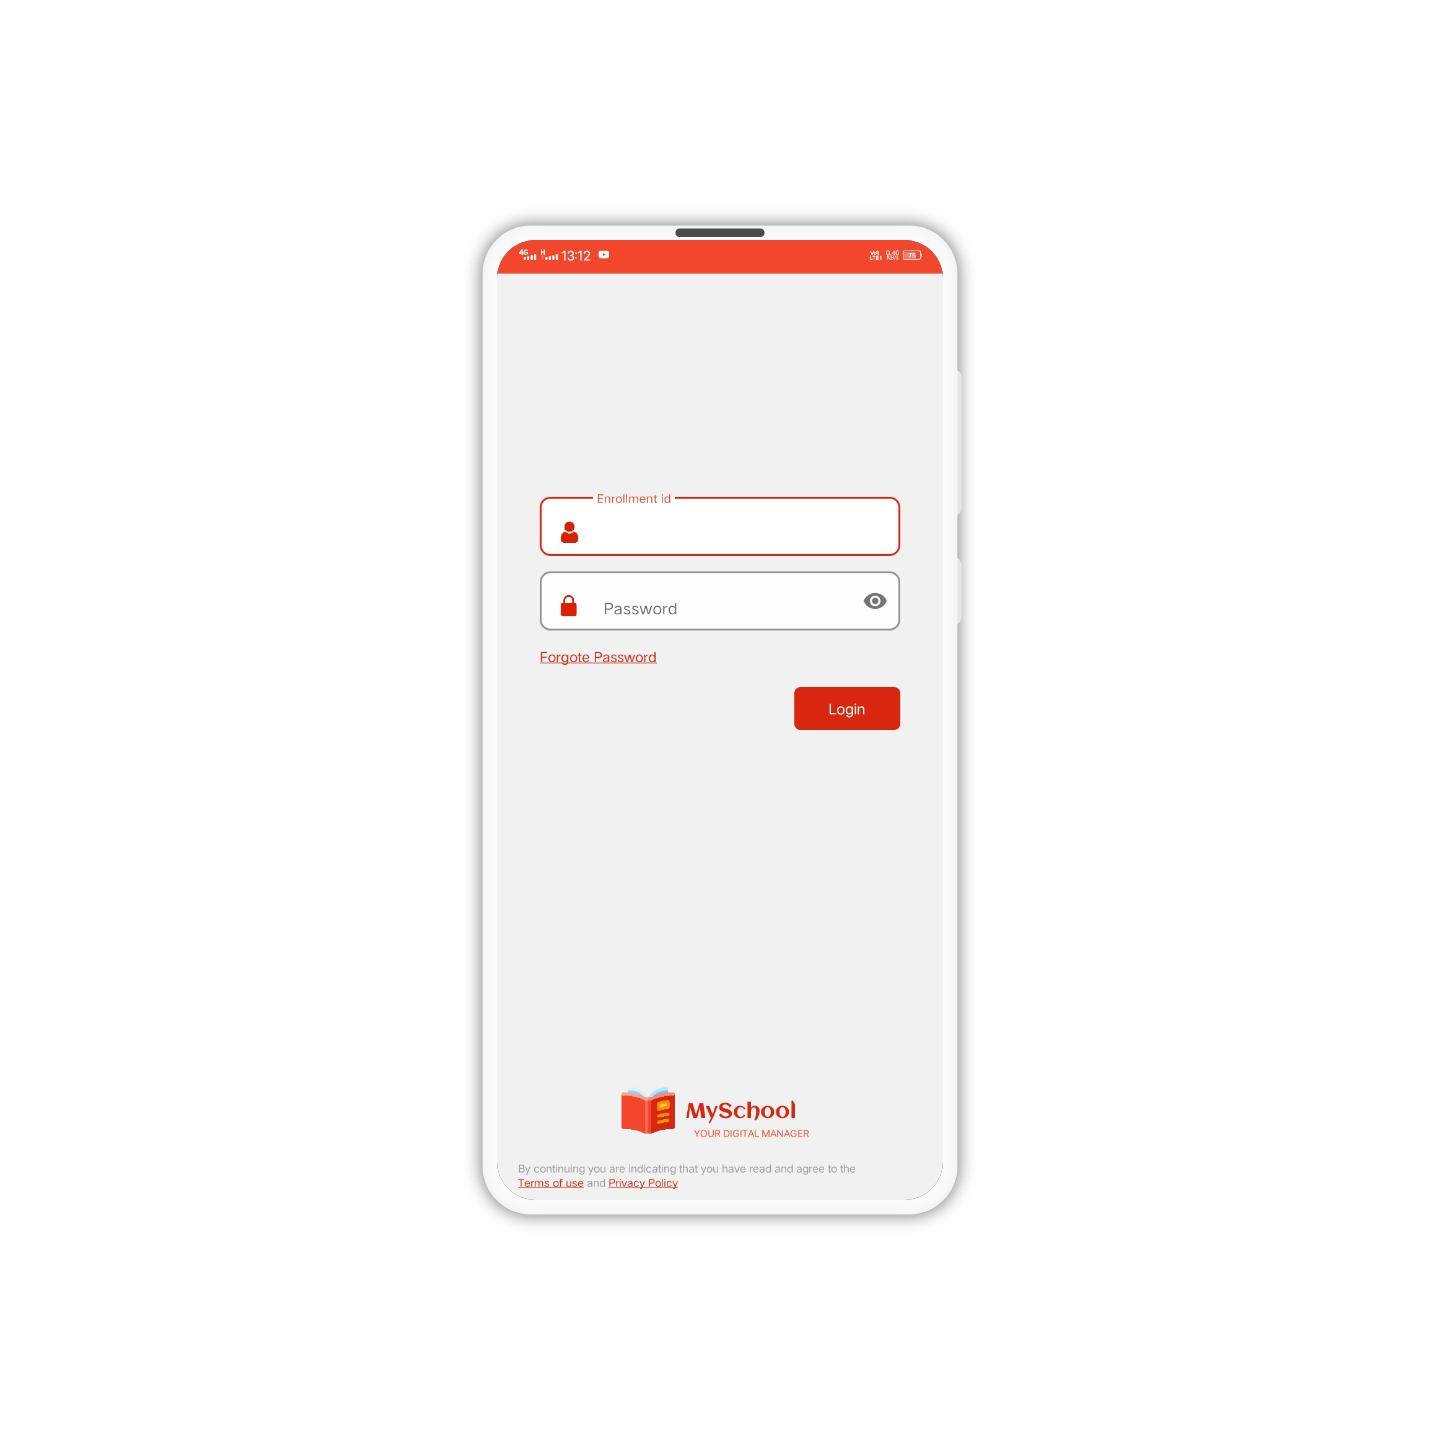 4G H 13:12
Enrollment id
Password
Forgote Password
Login
MySchool
YOUR DIGITAL MANAGER
By continuing you are indicating that you have read and agree to the
Terms of use and Privacy Policy